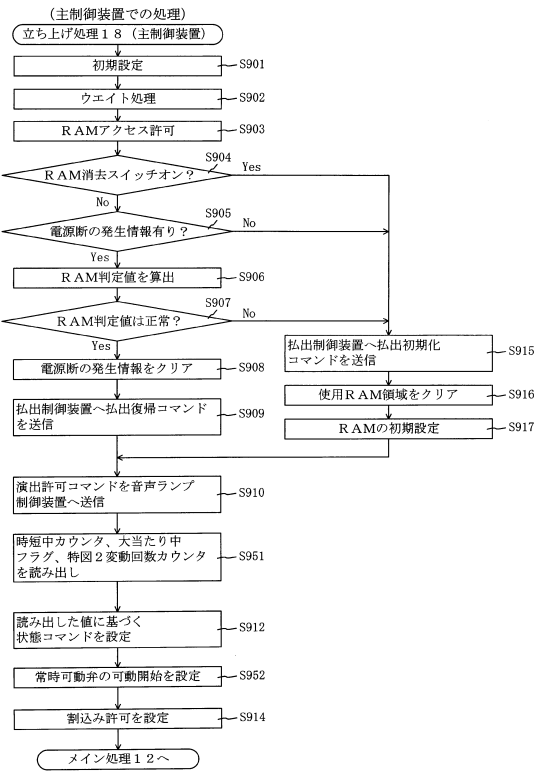 (主制御装置での処理)
立ち上げ処理18(主制御装置)
初期設定 S901
ウエイト処理 S902
RAMアクセス許可 S903
RAM消去スイッチオン? S904
Yes
No
電源断の発生情報有り? S905
No
Yes
RAM判定値を算出 S906
RAM判定値は正常? S907
No
Yes
電源断の発生情報をクリア S908
払出制御装置へ払出復帰コマンド
を送信 S909
払出制御装置へ払出初期化
コマンドを送信 S915
使用RAM領域をクリア S916
RAMの初期設定 S917
演出許可コマンドを音声ランプ
制御装置へ送信 S910
時短中カウンタ、大当たり中
フラグ、特図2変動回数カウンタ
を読み出し S951
読み出した値に基づく
状態コマンドを設定 S912
常時可動弁の可動開始を設定 S952
割込み許可を設定 S914
メイン処理12へ